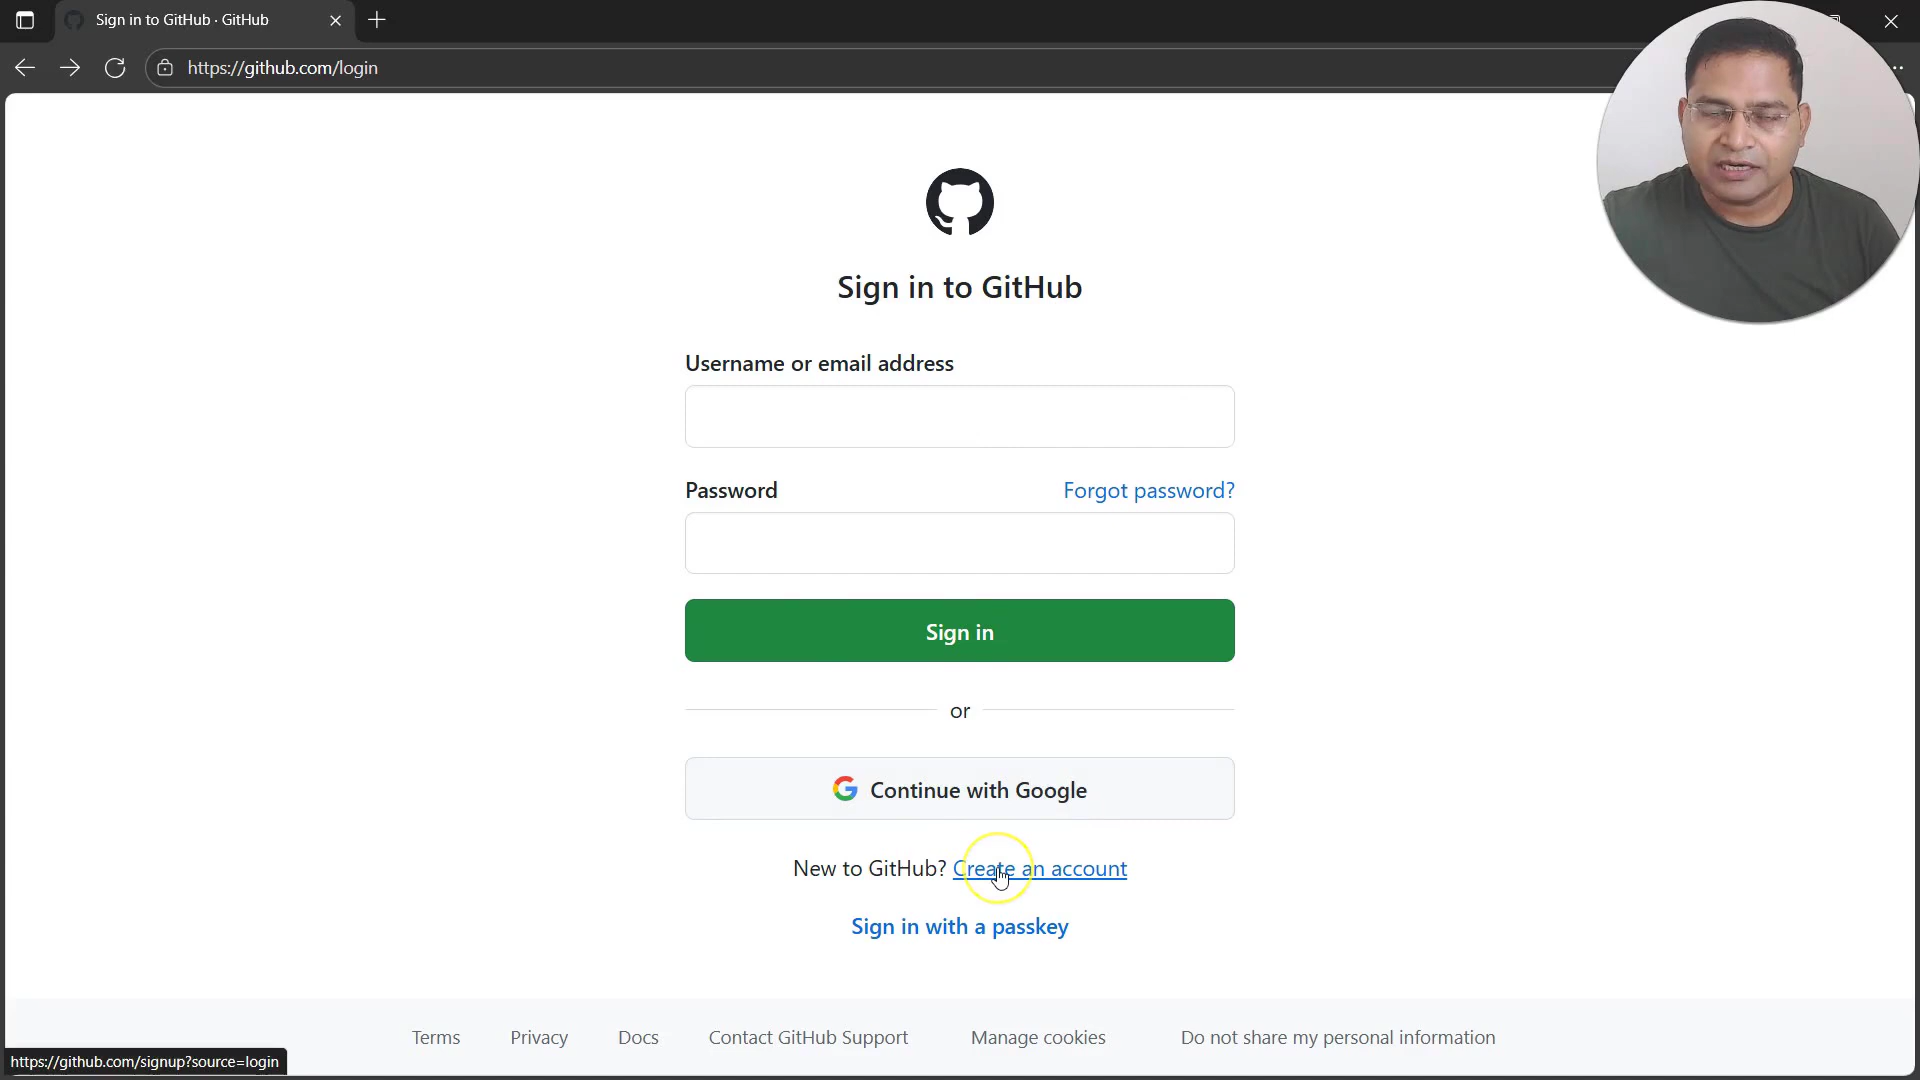 Sign in to GitHub · GitHub
https://github.com/login
Sign in to GitHub
Username or email address
Password
Forgot password?
Sign in
or
Continue with Google
New to GitHub? Create an account
Sign in with a passkey
Terms
Privacy
Docs
Contact GitHub Support
Manage cookies
Do not share my personal information
https://github.com/signup?source=login